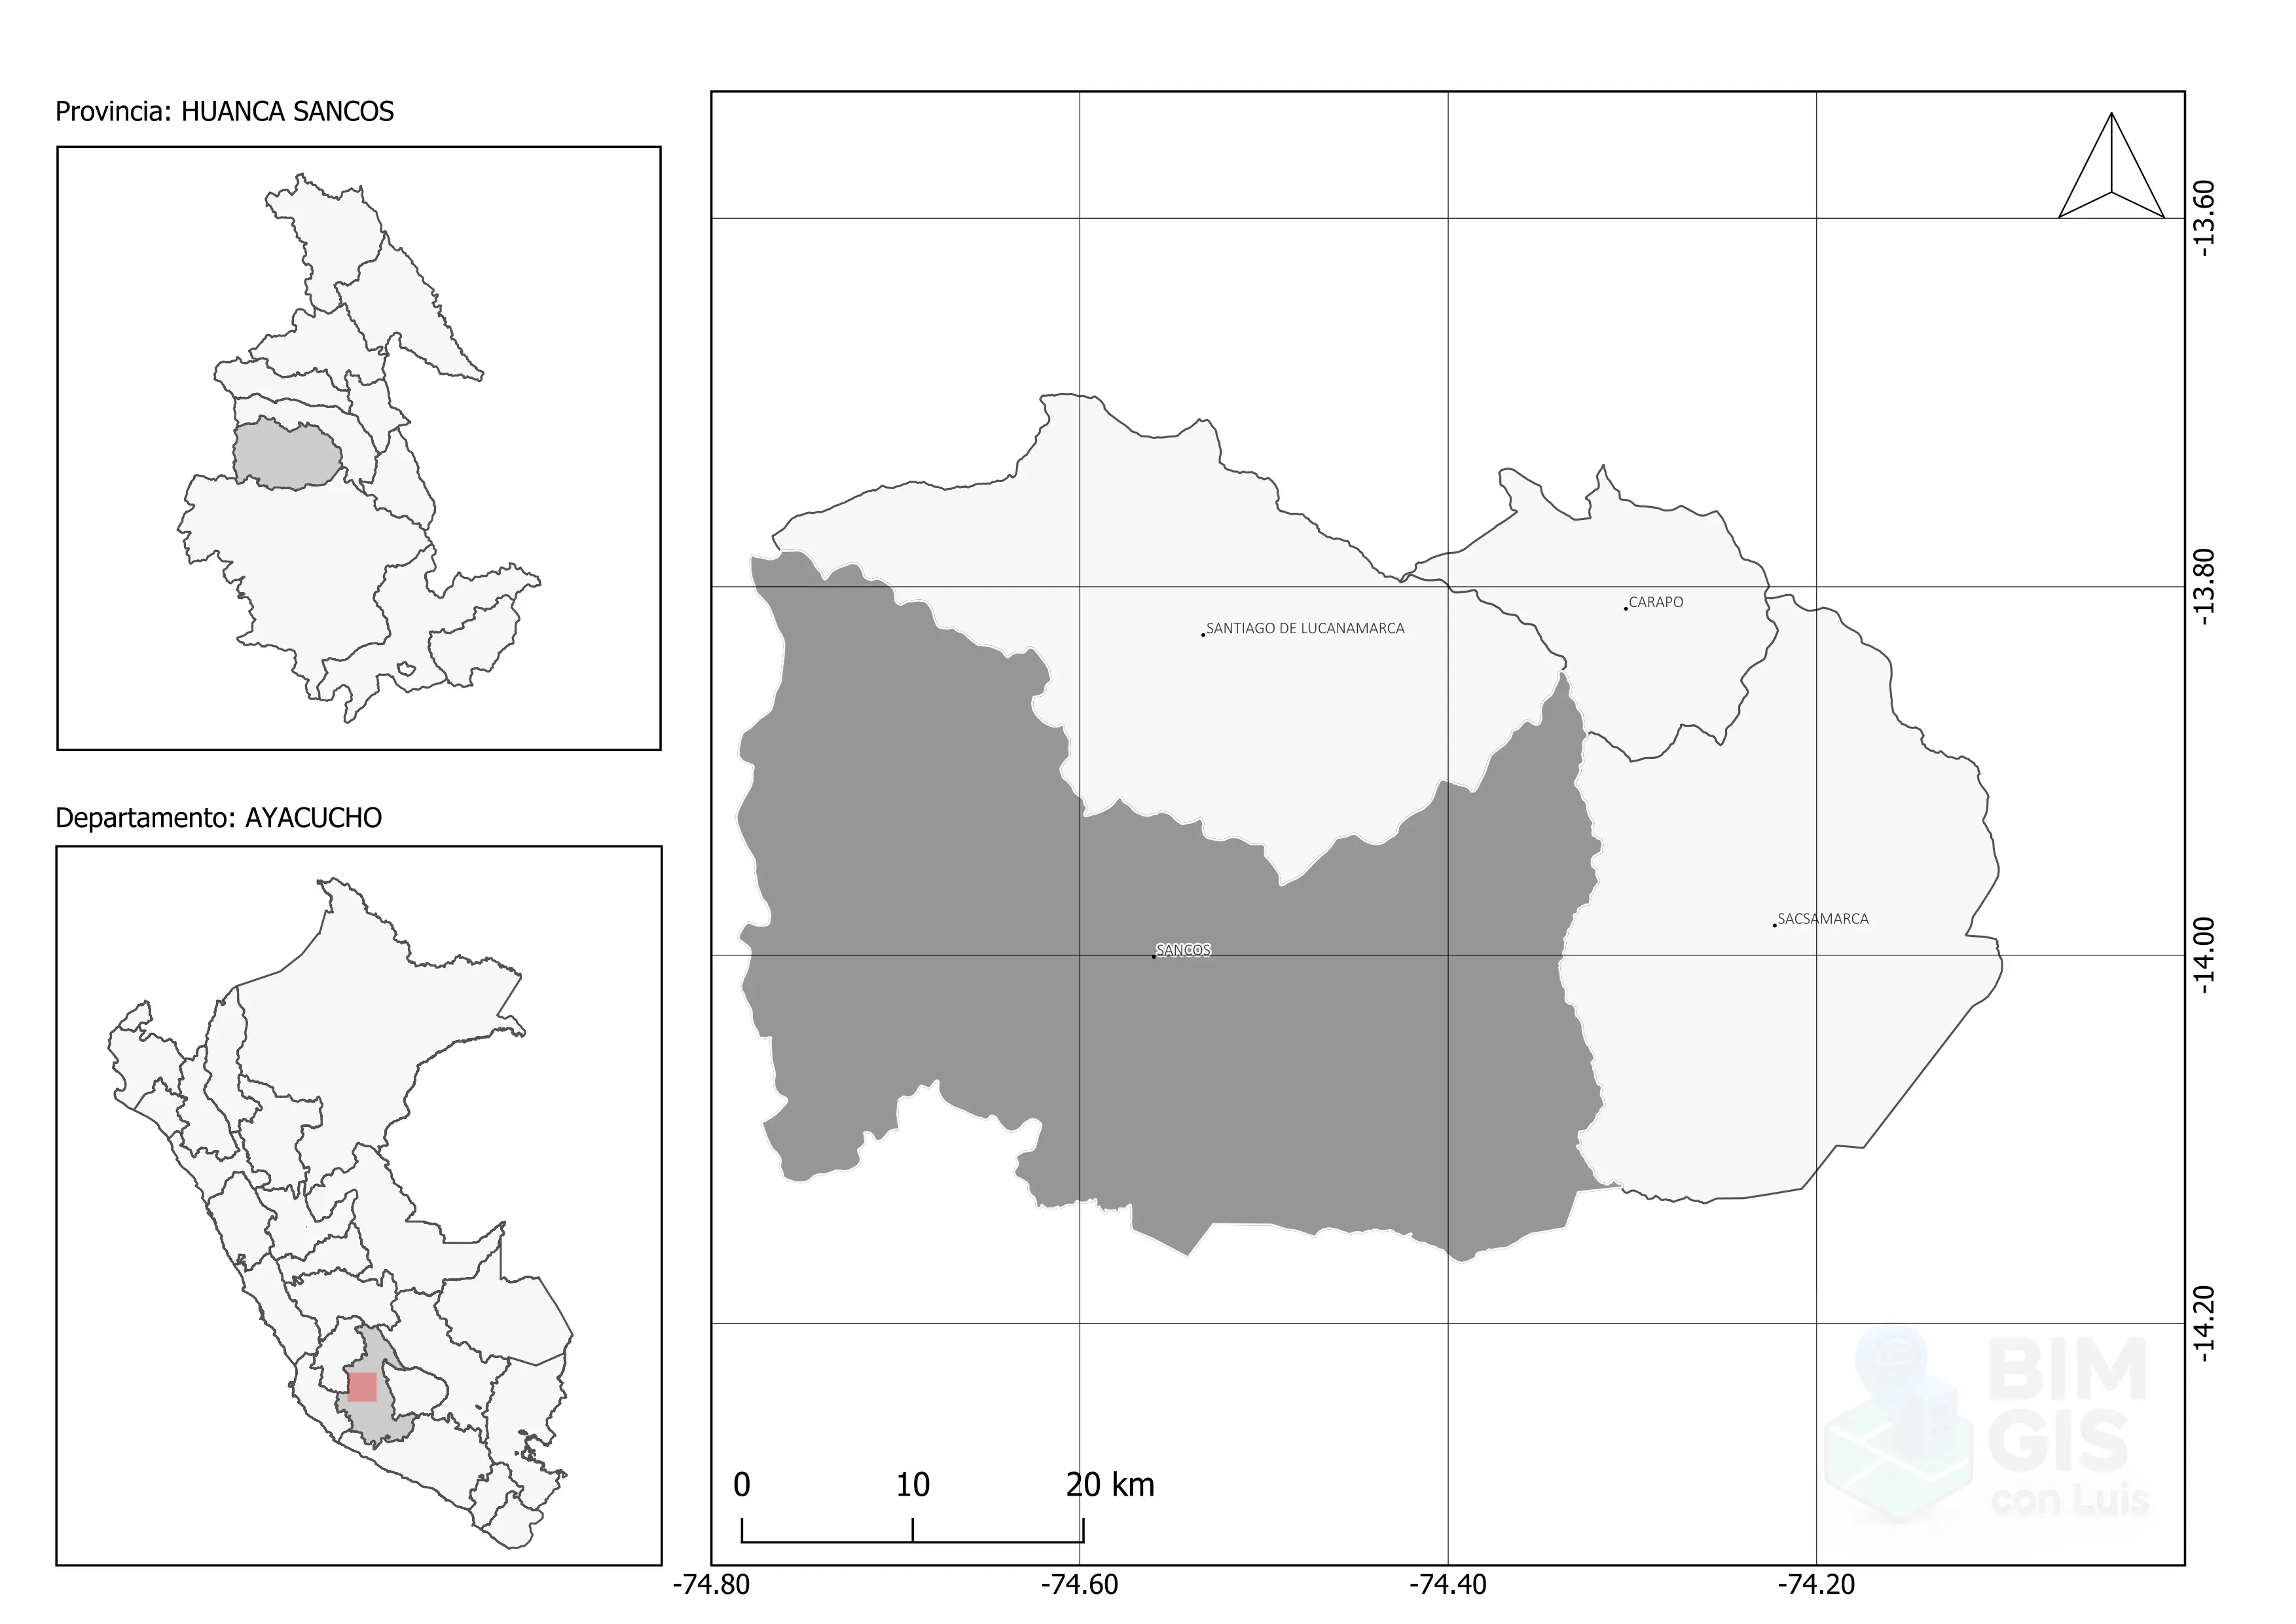 Provincia: HUANCA SANCOS
Departamento: AYACUCHO
SANTIAGO DE LUCANAMARCA
CARAPO
SACSAMARCA
SANCOS
-13.60
-13.80
-14.00
-14.20
0 10 20 km
-74.80 -74.60 -74.40 -74.20
BIM
GIS
con Luis